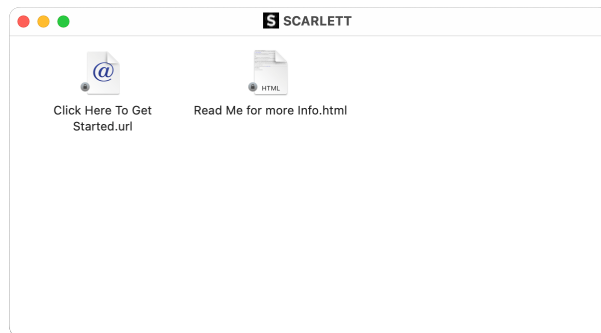 S SCARLETT
@
HTML
Click Here To Get
Started.url
Read Me for more Info.html